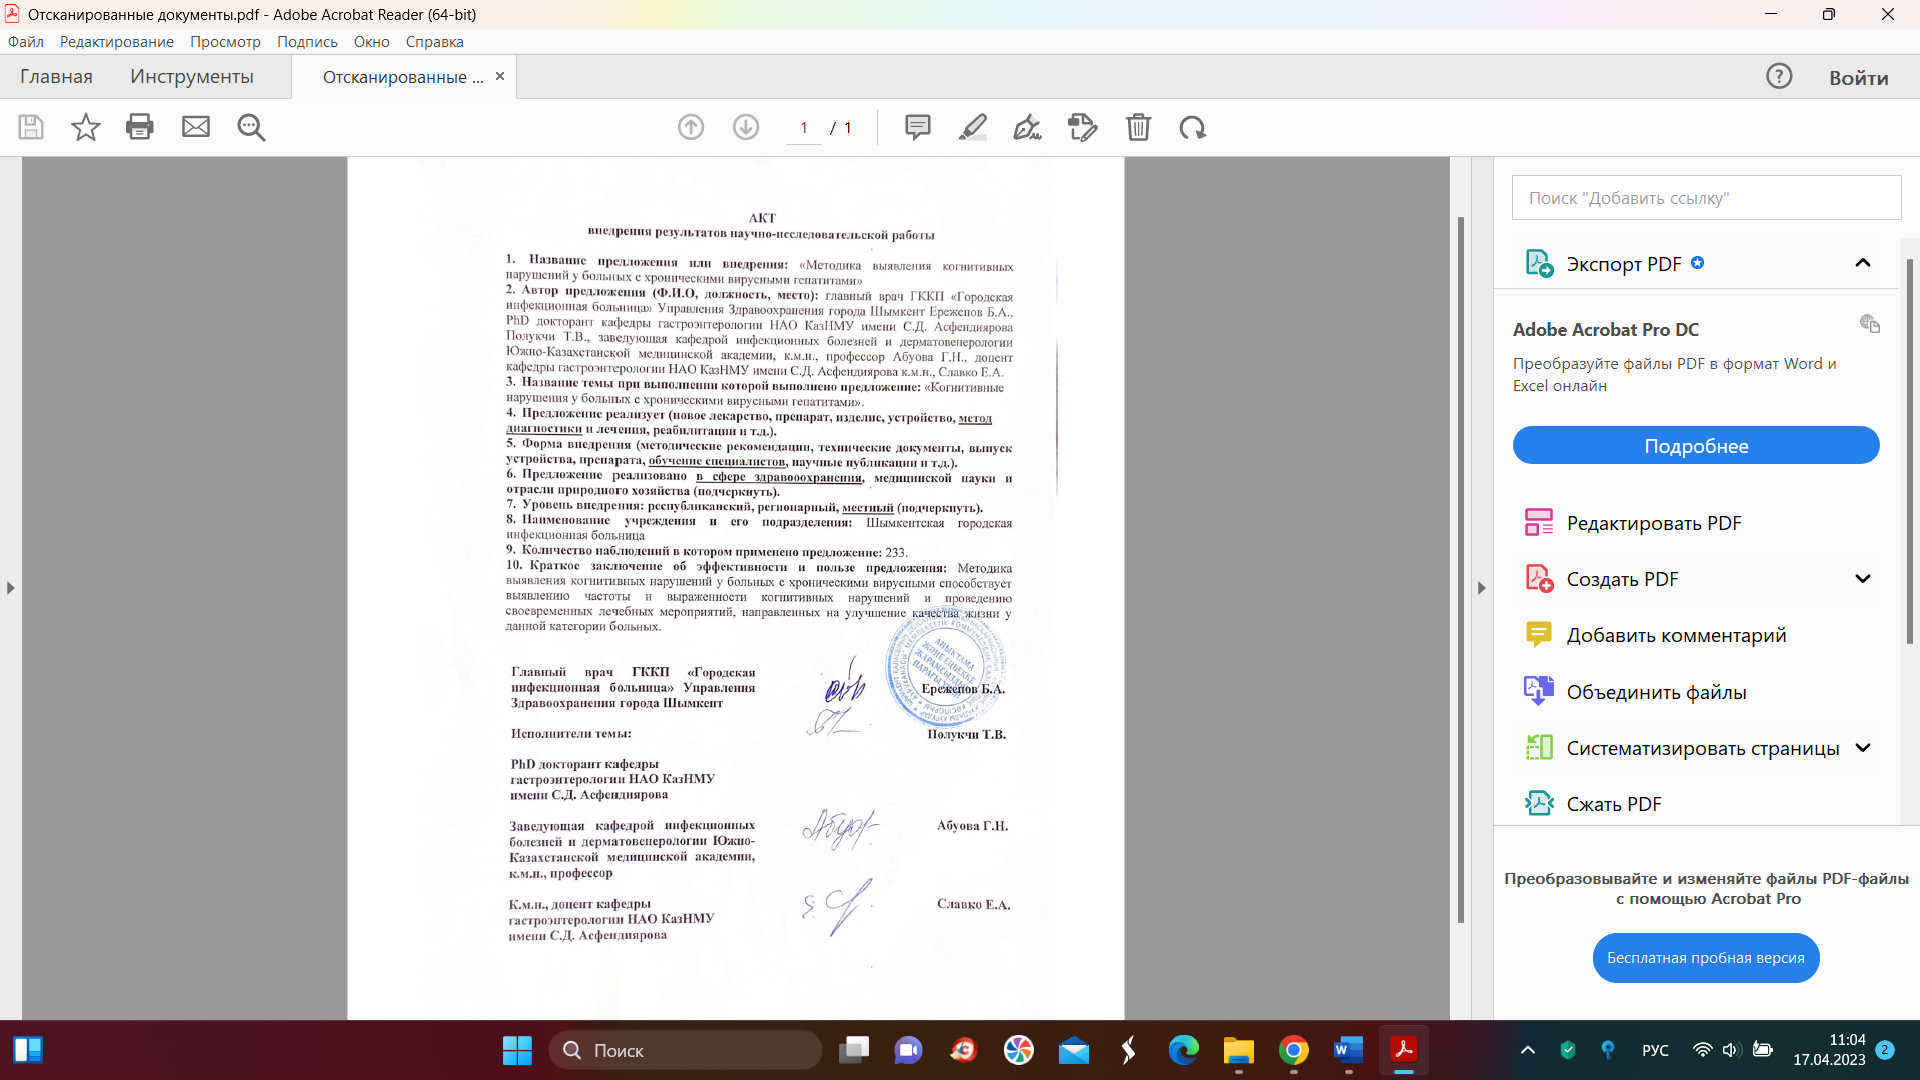 Отсканированные документы.pdf - Adobe Acrobat Reader (64-bit)
Файл Редактирование Просмотр Подпись Окно Справка
Главная Инструменты Отсканированные ... × ? Войти
1 / 1
АКТ
внедрения результатов научно-исследовательской работы
1. Название предложения или внедрения: «Методика выявления когнитивных
нарушений у больных с хроническими вирусными гепатитами»
2. Автор предложения (Ф.И.О, должность, место): главный врач ГККП «Городская
инфекционная больница» Управления Здравоохранения города Шымкент Ережепов Б.А.,
PhD докторант кафедры гастроэнтерологии НАО КазНМУ имени С.Д. Асфендиярова
Полукчи Т.В., заведующая кафедрой инфекционных болезней и дерматовенерологии
Южно-Казахстанской медицинской академии, к.м.н., профессор Абуова Г.Н., доцент
кафедры гастроэнтерологии НАО КазНМУ имени С.Д. Асфендиярова к.м.н., Славко Е.А.
3. Название темы при выполнении которой выполнено предложение: «Когнитивные
нарушения у больных с хроническими вирусными гепатитами».
4. Предложение реализует (новое лекарство, препарат, изделие, устройство, метод
диагностики и лечения, реабилитации и т.д.).
5. Форма внедрения (методические рекомендации, технические документы, выпуск
устройства, препарата, обучение специалистов, научные публикации и т.д.).
6. Предложение реализовано в сфере здравооохранения, медицинской науки и
отрасли природного хозяйства (подчеркнуть).
7. Уровень внедрения: республиканский, регионарный, местный (подчеркнуть).
8. Наименование учреждения и его подразделения: Шымкентская городская
инфекционная больница
9. Количество наблюдений в котором применено предложение: 233.
10. Краткое заключение об эффективности и пользе предложения: Методика
выявления когнитивных нарушений у больных с хроническими вирусными способствует
выявлению частоты и выраженности когнитивных нарушений и проведению
своевременных лечебных мероприятий, направленных на улучшение качества жизни у
данной категории больных.
АНЫҚТАМА
ЖӘНЕ ЕҢБЕККЕ
ЖАРАМСЫЗДЫҚ
ПАРАҒЫ ҮШІН
Главный врач ГККП «Городская
инфекционная больница» Управления
Здравоохранения города Шымкент
Ережепов Б.А.
Исполнители темы:
Полукчи Т.В.
PhD докторант кафедры
гастроэнтерологии НАО КазНМУ
имени С.Д. Асфендиярова
Заведующая кафедрой инфекционных
болезней и дерматовенерологии Южно-
Казахстанской медицинской академии,
к.м.н., профессор
Абуова Г.Н.
К.м.н., доцент кафедры
гастроэнтерологии НАО КазНМУ
имени С.Д. Асфендиярова
Славко Е.А.
Поиск "Добавить ссылку"
Экспорт PDF
Adobe Acrobat Pro DC
Преобразуйте файлы PDF в формат Word и
Excel онлайн
Подробнее
Редактировать PDF
Создать PDF
Добавить комментарий
Объединить файлы
Систематизировать страницы
Сжать PDF
Преобразовывайте и изменяйте файлы PDF-файлы
с помощью Acrobat Pro
Бесплатная пробная версия
Поиск
РУС
11:04
17.04.2023
2